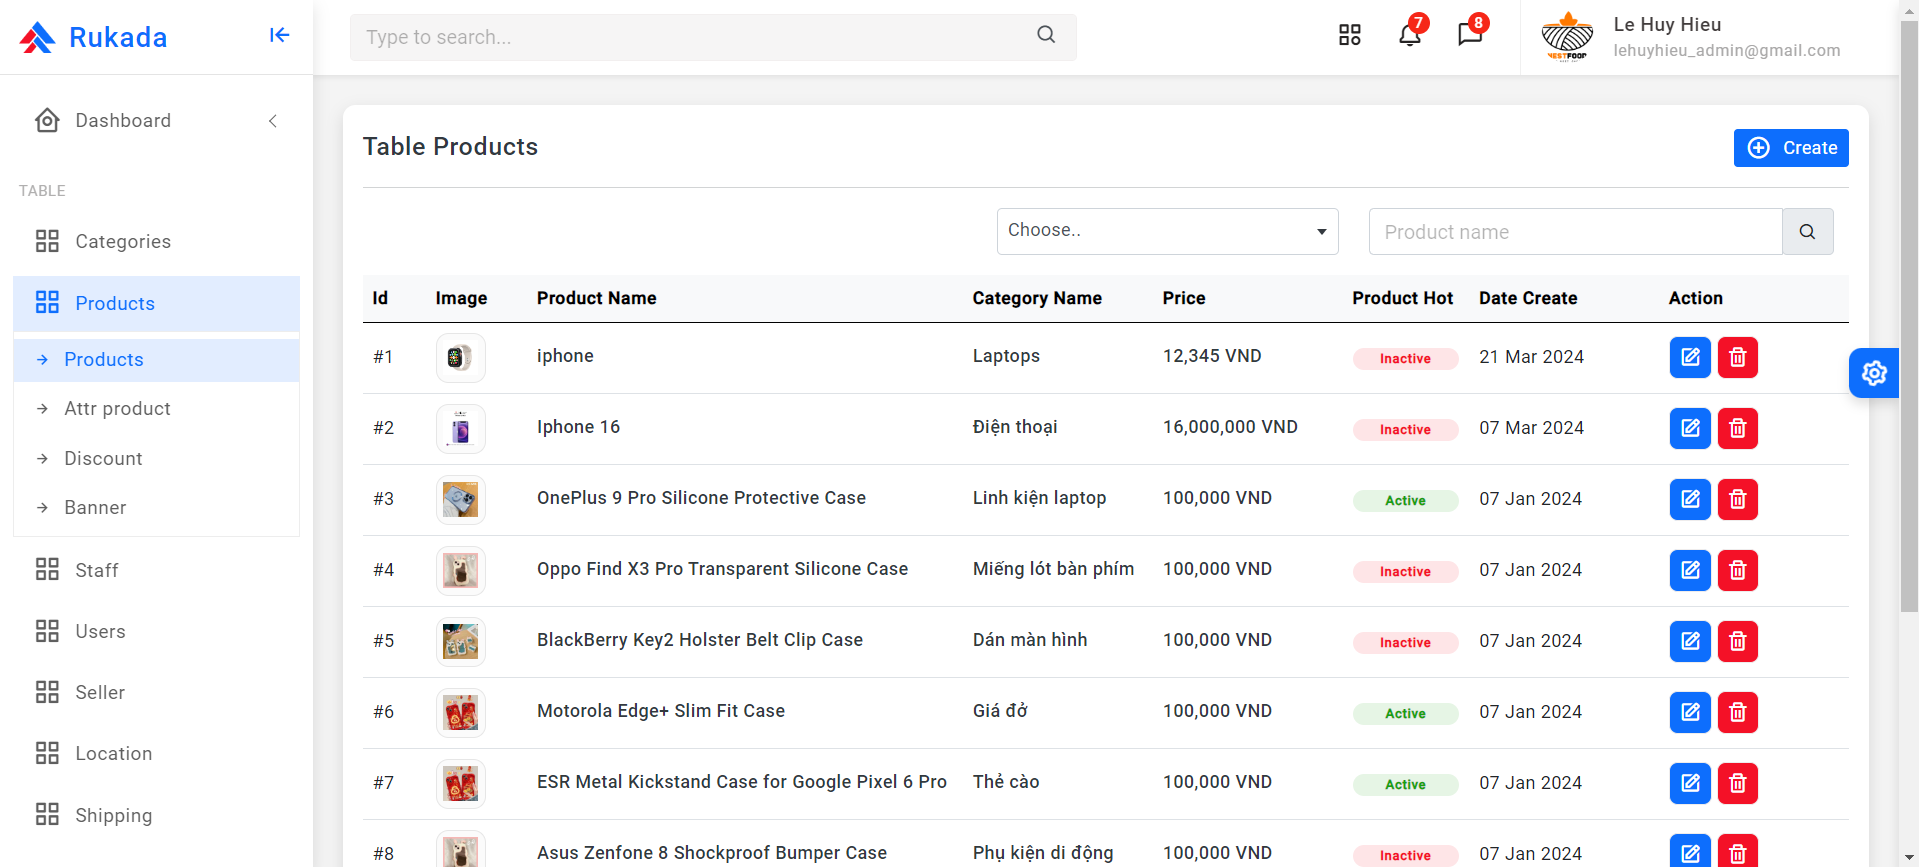 Rukada
Type to search...
7
8
Le Huy Hieu
lehuyhieu_admin@gmail.com
Dashboard
TABLE
Categories
Products
Products
Attr product
Discount
Banner
Staff
Users
Seller
Location
Shipping
Table Products
Create
Choose..
Product name
Id Image Product Name Category Name Price Product Hot Date Create Action
#1 iphone Laptops 12,345 VND Inactive 21 Mar 2024
#2 Iphone 16 Điện thoại 16,000,000 VND Inactive 07 Mar 2024
#3 OnePlus 9 Pro Silicone Protective Case Linh kiện laptop 100,000 VND Active 07 Jan 2024
#4 Oppo Find X3 Pro Transparent Silicone Case Miếng lót bàn phím 100,000 VND Inactive 07 Jan 2024
#5 BlackBerry Key2 Holster Belt Clip Case Dán màn hình 100,000 VND Inactive 07 Jan 2024
#6 Motorola Edge+ Slim Fit Case Giá đở 100,000 VND Active 07 Jan 2024
#7 ESR Metal Kickstand Case for Google Pixel 6 Pro Thẻ cào 100,000 VND Active 07 Jan 2024
#8 Asus Zenfone 8 Shockproof Bumper Case Phụ kiện di động 100,000 VND Inactive 07 Jan 2024